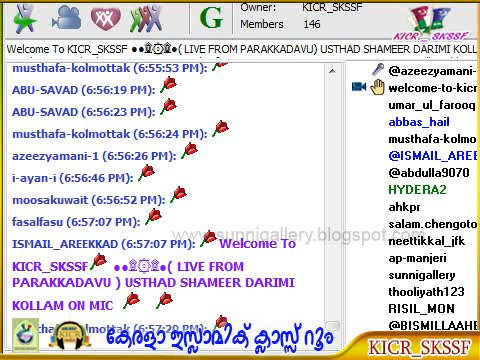 Owner: KICR_SKSSF
Members 146
KICR_SKSSF
Welcome To KICR_SKSSF ●●۩۞۩●( LIVE FROM PARAKKADAVU) USTHAD SHAMEER DARIMI KOLLAM
musthafa-kolmottak (6:55:53 PM):
ABU-SAVAD (6:56:19 PM):
ABU-SAVAD (6:56:23 PM):
musthafa-kolmottak (6:56:24 PM):
azeezyamani-1 (6:56:26 PM):
i-ayan-i (6:56:46 PM):
moosakuwait (6:56:52 PM):
fasalfasu (6:57:07 PM):
ISMAIL_AREEKKAD (6:57:07 PM): Welcome To
KICR_SKSSF ●●۩۞۩●( LIVE FROM
PARAKKADAVU ) USTHAD SHAMEER DARIMI
KOLLAM ON MIC
www.sunnigallery.blogspot.com
@azeezyamani-
welcome-to-kicr
umar_ul_farooq
abbas_hail
musthafa-kolmo
@ISMAIL_AREE
@abdulla9070
HYDERA2
ahkpr
salam.chengoto
neettikkal_jfk
ap-manjeri
sunnigallery
thooliyath123
RISIL_MON
@BISMILLAAHE
കേരളാ ഇസ്ലാമിക് ക്ലാസ്സ് റൂം
KICR_SKSSF